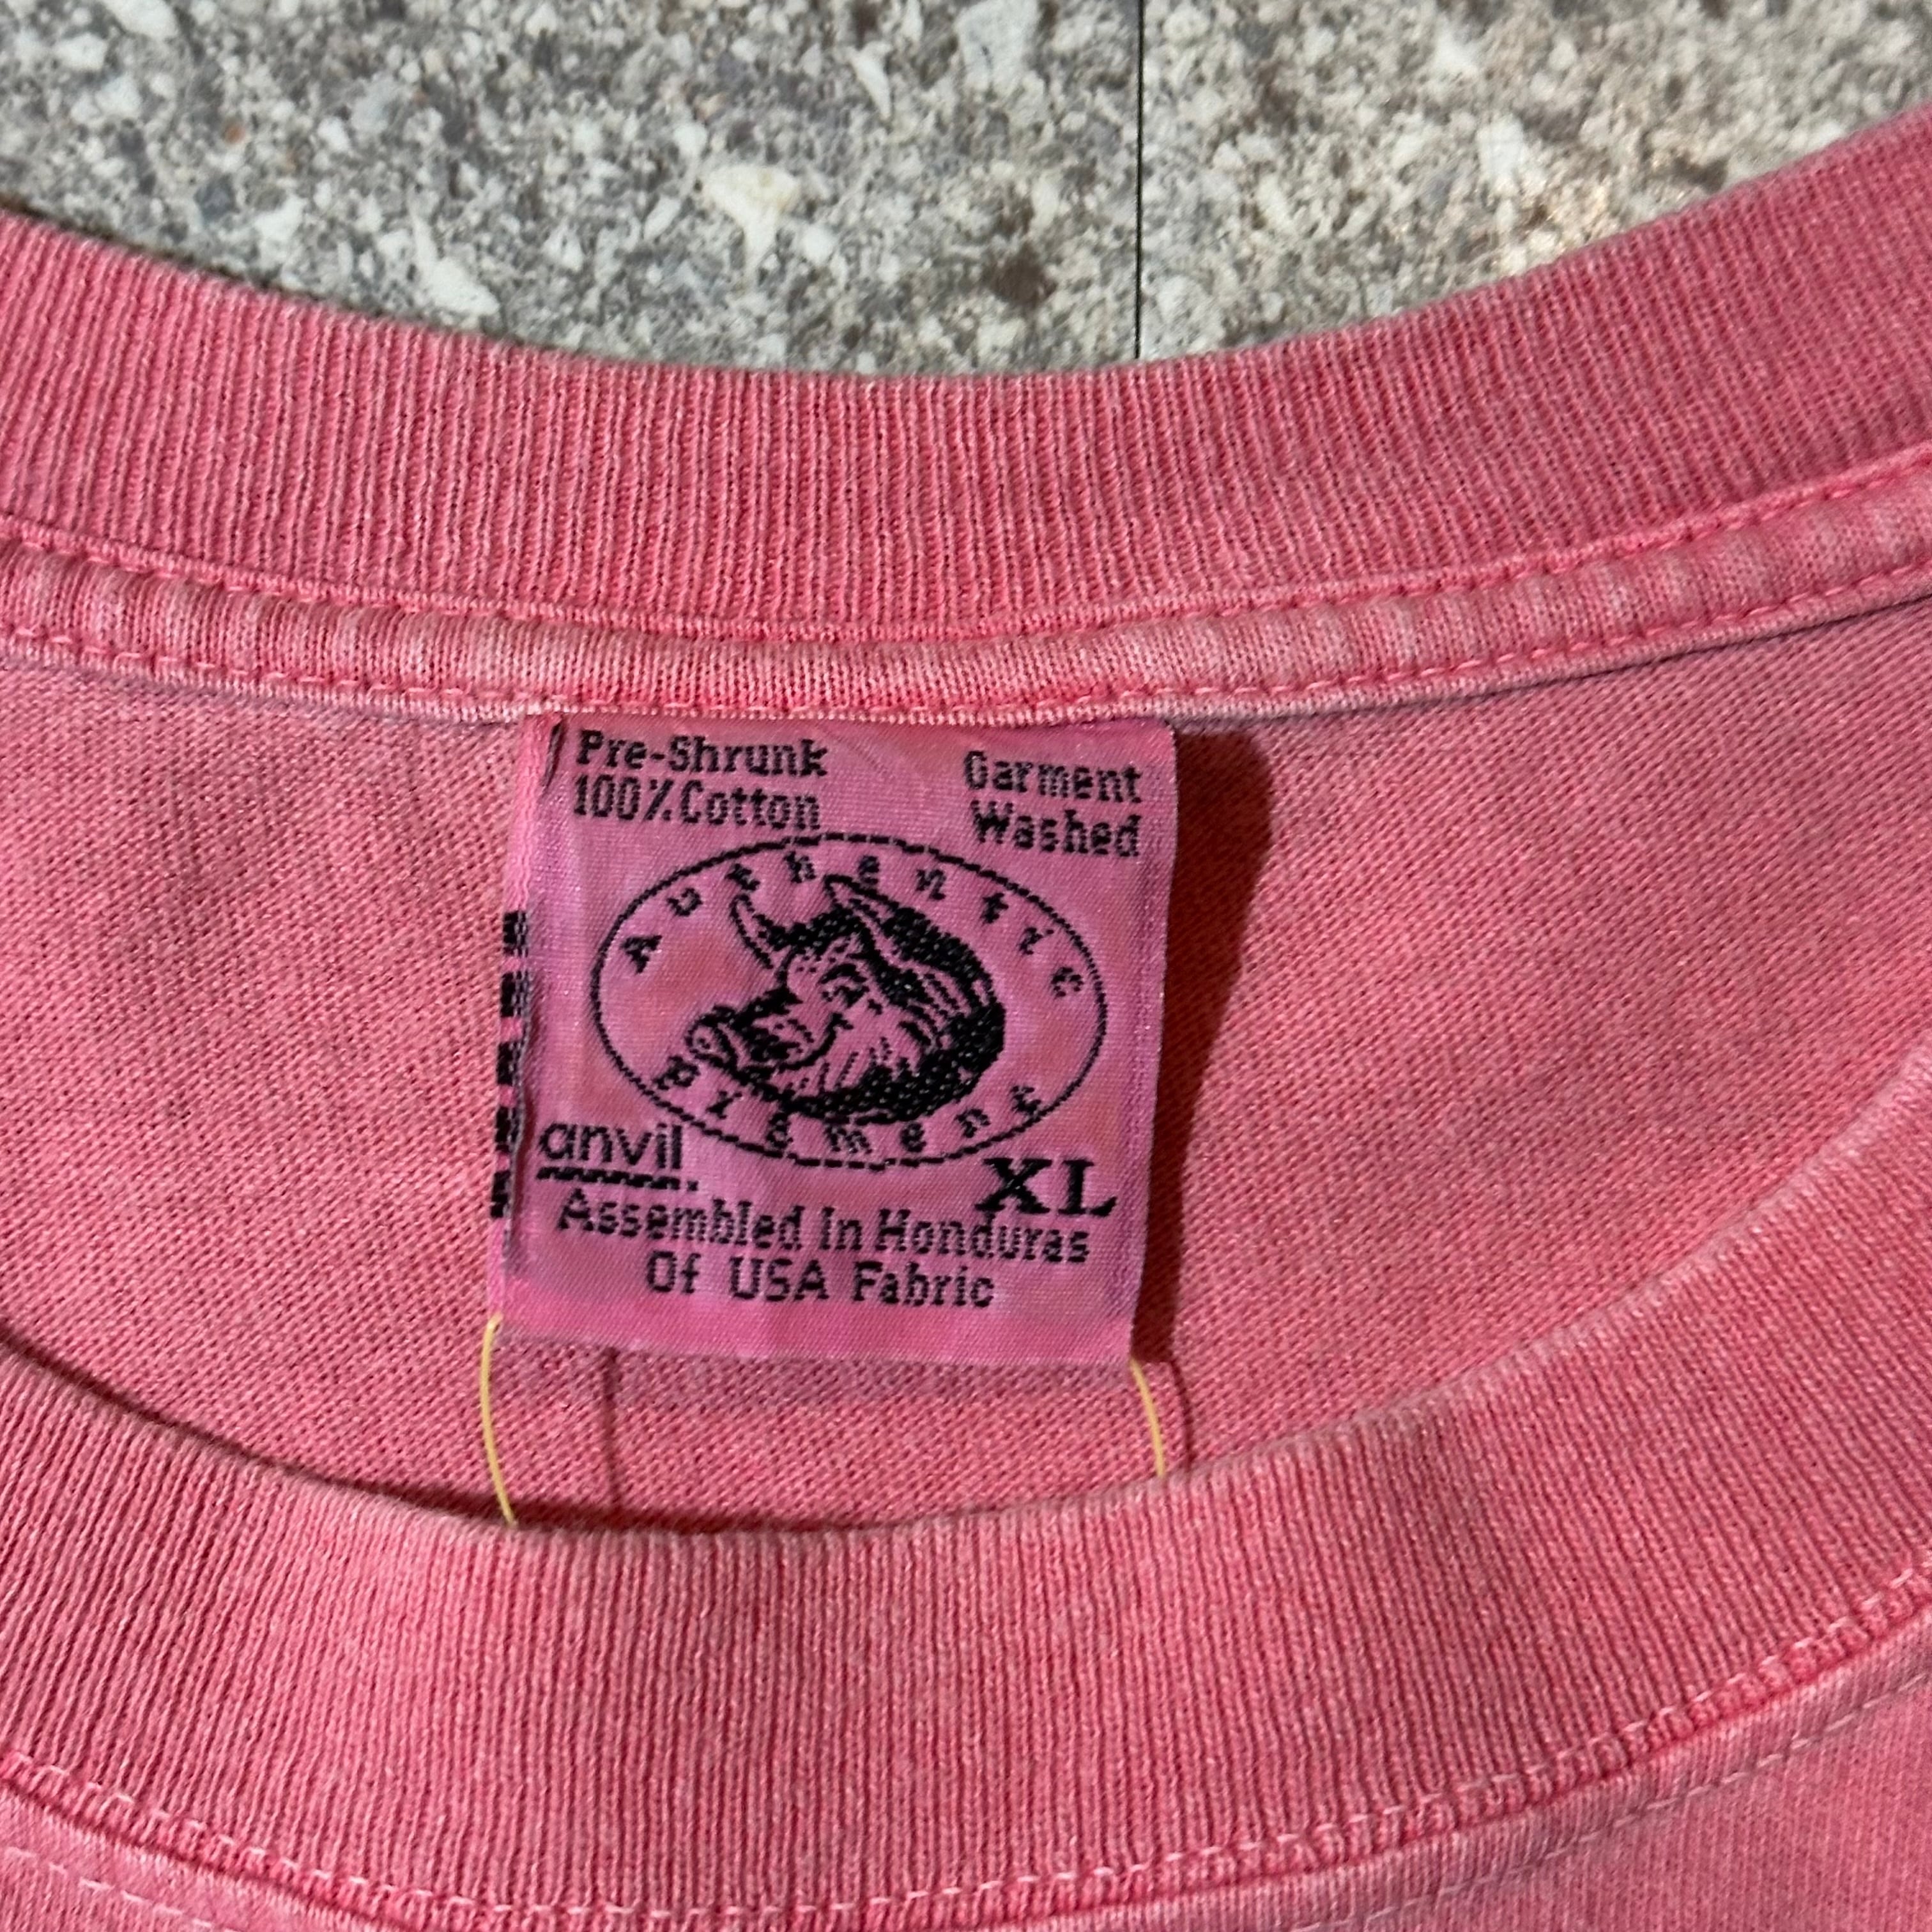 Pre-Shrunk
100% Cotton
Garment
Washed
Authentic
Pigment
anvil.
XL
Assembled In Honduras
Of USA Fabric